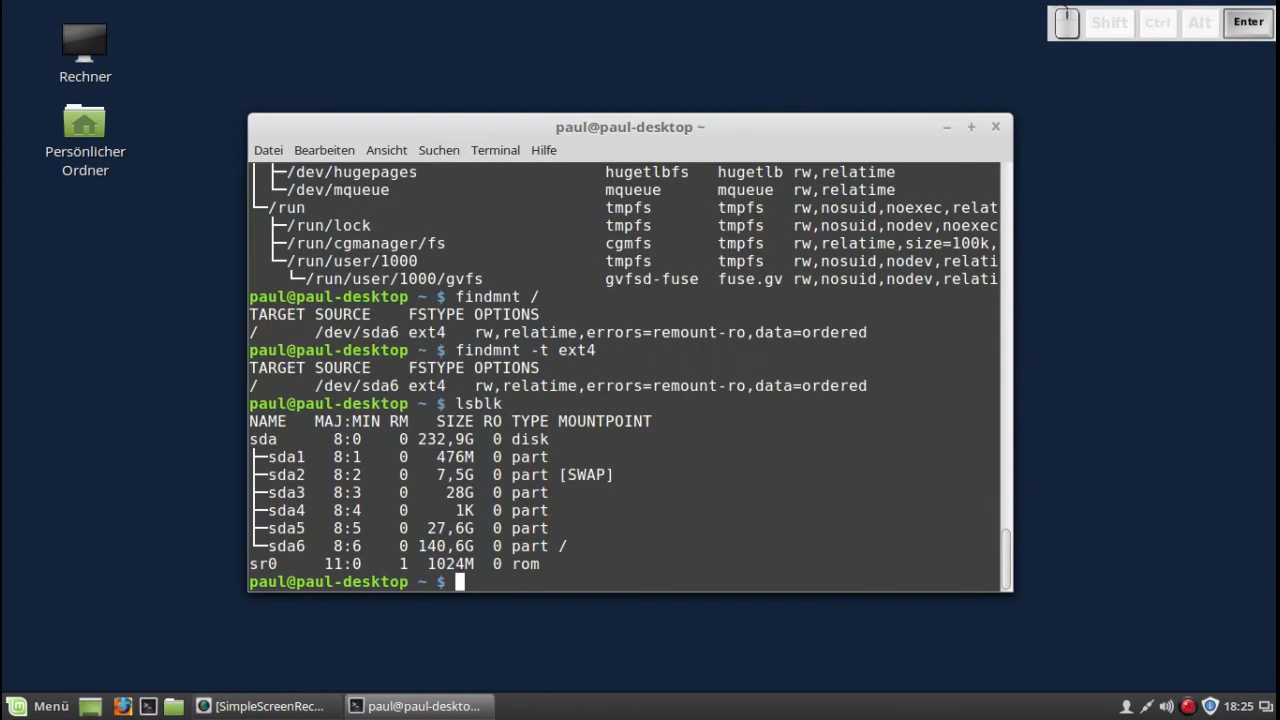 Shift Ctrl Alt Enter
Rechner
Persönlicher
Ordner
paul@paul-desktop ~
Datei Bearbeiten Ansicht Suchen Terminal Hilfe
├─/dev/hugepages hugetlbfs hugetlb rw,relatime
└─/dev/mqueue mqueue mqueue rw,relatime
└─/run tmpfs tmpfs rw,nosuid,noexec,relat
├─/run/lock tmpfs tmpfs rw,nosuid,nodev,noexec
├─/run/cgmanager/fs cgmfs tmpfs rw,relatime,size=100k,
└─/run/user/1000 tmpfs tmpfs rw,nosuid,nodev,relati
└─/run/user/1000/gvfs gvfsd-fuse fuse.gv rw,nosuid,nodev,relati
paul@paul-desktop ~ $ findmnt /
TARGET SOURCE FSTYPE OPTIONS
/ /dev/sda6 ext4 rw,relatime,errors=remount-ro,data=ordered
paul@paul-desktop ~ $ findmnt -t ext4
TARGET SOURCE FSTYPE OPTIONS
/ /dev/sda6 ext4 rw,relatime,errors=remount-ro,data=ordered
paul@paul-desktop ~ $ lsblk
NAME MAJ:MIN RM SIZE RO TYPE MOUNTPOINT
sda 8:0 0 232,9G 0 disk
├─sda1 8:1 0 476M 0 part
├─sda2 8:2 0 7,5G 0 part [SWAP]
├─sda3 8:3 0 28G 0 part
├─sda4 8:4 0 1K 0 part
├─sda5 8:5 0 27,6G 0 part
└─sda6 8:6 0 140,6G 0 part /
sr0 11:0 1 1024M 0 rom
paul@paul-desktop ~ $
Menü [SimpleScreenRec... paul@paul-deskto... 18:25